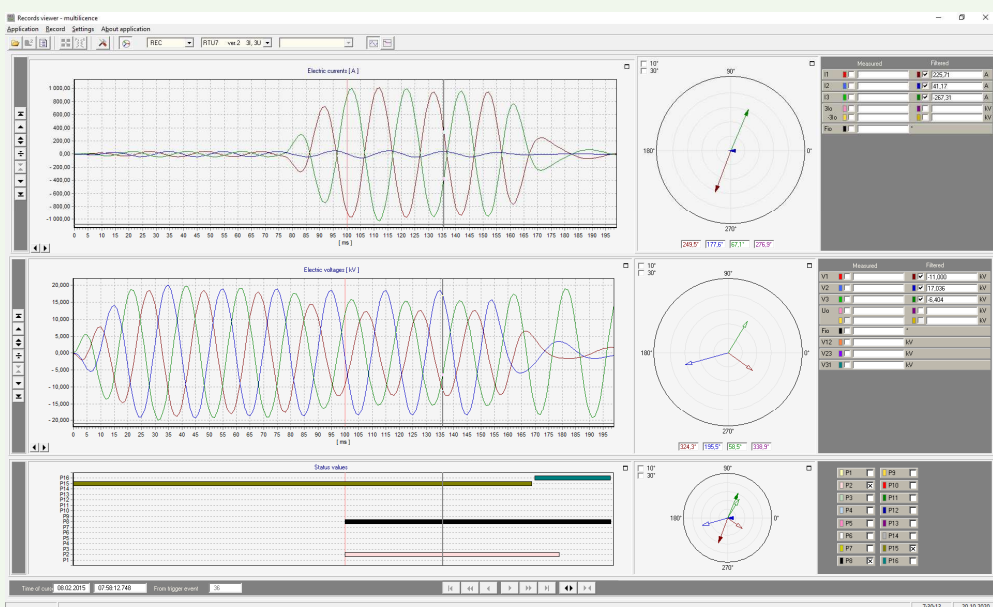 Records viewer - multilicence
Application Record Settings About application
REC RTU7 ver.2 3I, 3U
Electric currents [ A ]
1 000,00
800,00
600,00
400,00
200,00
0,00
- 200,00
- 400,00
- 600,00
- 800,00
-1 000,00
0 5 10 15 20 25 30 35 40 45 50 55 60 65 70 75 80 85 90 95 100 105 110 115 120 125 130 135 140 145 150 155 160 165 170 175 180 185 190 195
[ ms ]
10°
30°
90°
180° 0°
270°
249,5° 177,6° 67,1° 276,9°
Measured Filtered
I1 225,71 A
I2 41,17 A
I3 -267,31 A
3Io kV
-3Io kV
Fio °
Electric voltages [ kV ]
20,000
15,000
10,000
5,000
0,000
- 5,000
- 10,000
- 15,000
- 20,000
0 5 10 15 20 25 30 35 40 45 50 55 60 65 70 75 80 85 90 95 100 105 110 115 120 125 130 135 140 145 150 155 160 165 170 175 180 185 190 195
[ ms ]
10°
30°
90°
180° 0°
270°
324,3° 195,5° 58,5° 338,9°
Measured Filtered
V1 -11,000 kV
V2 17,036 kV
V3 -6,404 kV
Uo kV
kV
Fio °
V12 kV
V23 kV
V31 kV
Status values
P16
P15
P14
P13
P12
P11
P10
P9
P8
P7
P6
P5
P4
P3
P2
P1
10°
30°
90°
180° 0°
270°
P1 P9
P2 P10
P3 P11
P4 P12
P5 P13
P6 P14
P7 P15
P8 P16
Time of curs 08.02.2015 07:58:12.748 From trigger event 36
7:30:13 20.10.2020